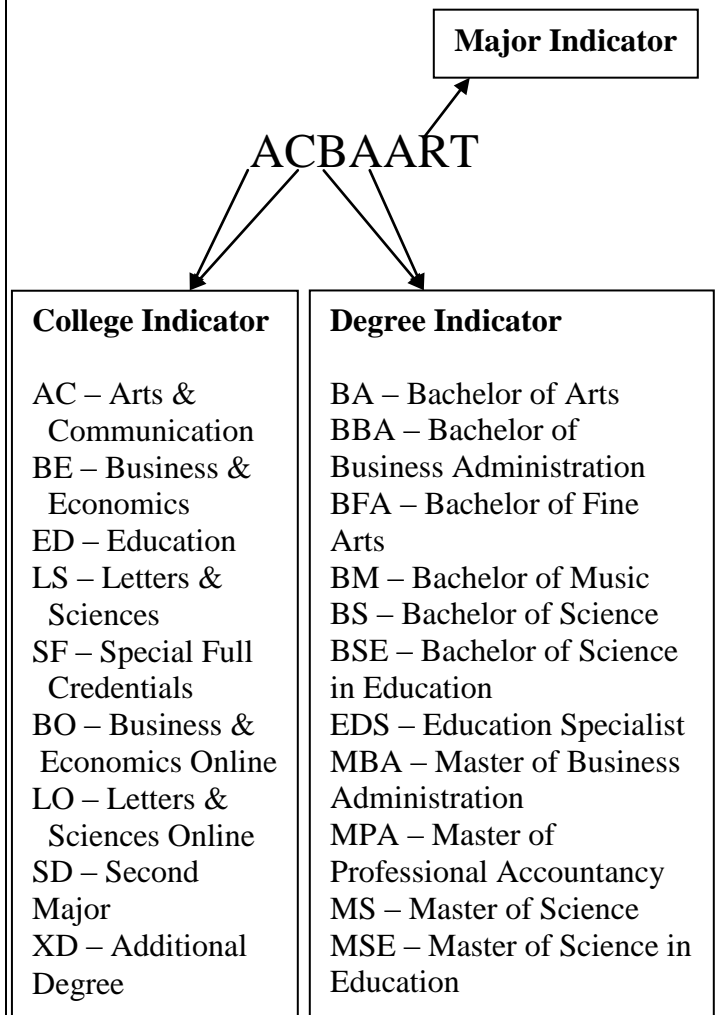 Major Indicator
ACBAART
College Indicator
AC – Arts &
Communication
BE – Business &
Economics
ED – Education
LS – Letters &
Sciences
SF – Special Full
Credentials
BO – Business &
Economics Online
LO – Letters &
Sciences Online
SD – Second
Major
XD – Additional
Degree
Degree Indicator
BA – Bachelor of Arts
BBA – Bachelor of
Business Administration
BFA – Bachelor of Fine
Arts
BM – Bachelor of Music
BS – Bachelor of Science
BSE – Bachelor of Science
in Education
EDS – Education Specialist
MBA – Master of Business
Administration
MPA – Master of
Professional Accountancy
MS – Master of Science
MSE – Master of Science in
Education